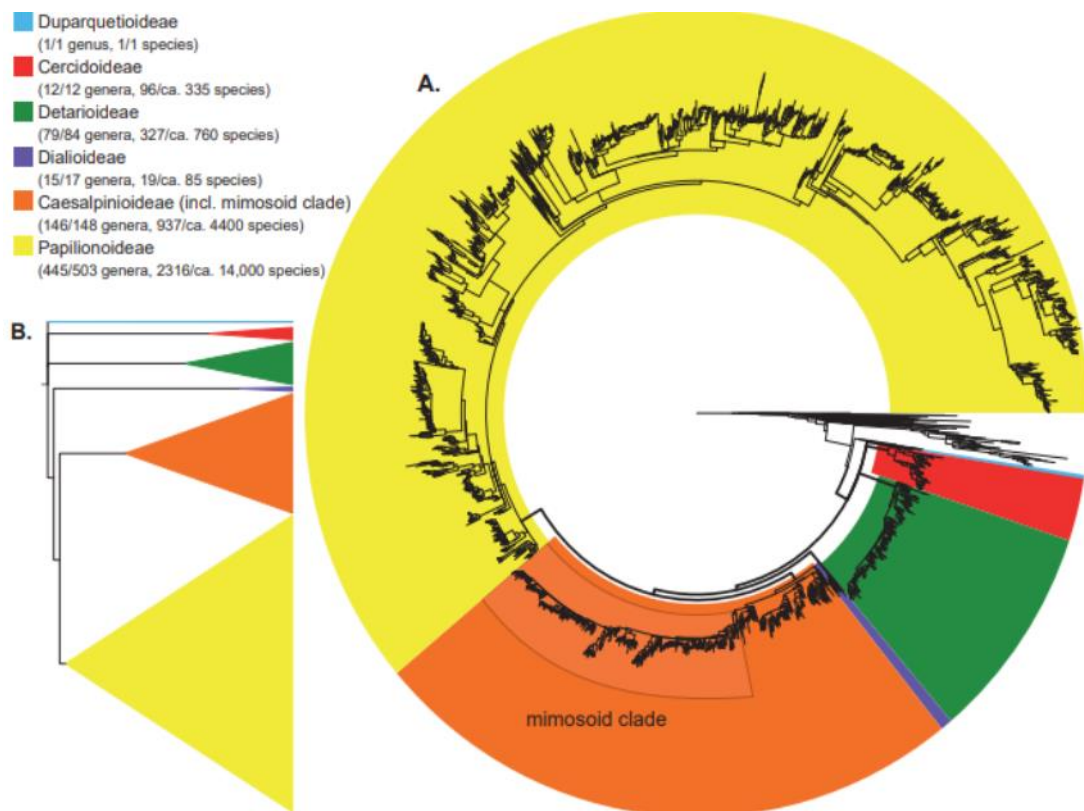 Duparquetioideae
(1/1 genus, 1/1 species)
Cercidoideae
(12/12 genera, 96/ca. 335 species)
Detarioideae
(79/84 genera, 327/ca. 760 species)
Dialioideae
(15/17 genera, 19/ca. 85 species)
Caesalpinioideae (incl. mimosoid clade)
(146/148 genera, 937/ca. 4400 species)
Papilionoideae
(445/503 genera, 2316/ca. 14,000 species)
A.
B.
mimosoid clade